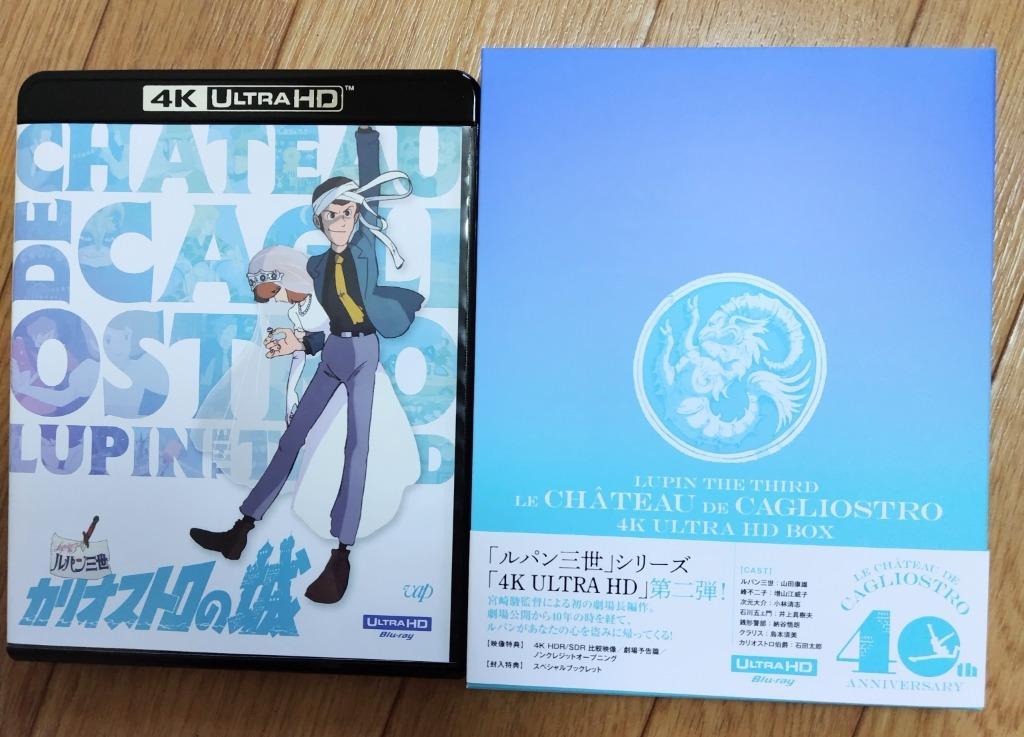 4K ULTRA HD™
CHATEAU
DE
CAGLI
OSTRO
LUPIN THE THIRD
ルパン三世
カリオストロの城
vap
ULTRA HD
Blu-ray
LUPIN THE THIRD
LE CHÂTEAU DE CAGLIOSTRO
4K ULTRA HD BOX
「ルパン三世」シリーズ
「4K ULTRA HD」第二弾!
宮崎駿監督による初の劇場長編作。
劇場公開から40年の時を経て、
ルパンがあなたの心を盗みに帰ってくる!
【映像特典】 4K HDR/SDR 比較映像/劇場予告篇/
ノンクレジットオープニング
【封入特典】 スペシャルブックレット
[CAST]
ルパン三世:山田康雄
峰不二子:増山江威子
次元大介:小林清志
石川五ェ門:井上真樹夫
銭形警部:納谷悟朗
クラリス:島本須美
カリオストロ伯爵:石田太郎
ULTRA HD
Blu-ray
LE CHÂTEAU DE
CAGLIOSTRO
40th
ANNIVERSARY